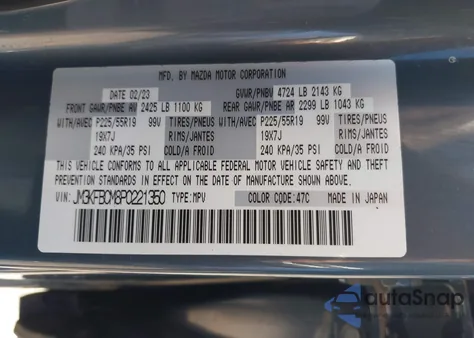 MFD. BY MAZDA MOTOR CORPORATION
DATE 02/23 GVWR/PNBV 4724 LB 2143 KG
FRONT GAWR/PNBE AV 2425 LB 1100 KG REAR GAWR/PNBE AR 2299 LB 1043 KG
WITH/AVEC P225/55R19 99V TIRES/PNEUS WITH/AVEC P225/55R19 99V TIRES/PNEUS
19X7J RIMS/JANTES 19X7J RIMS/JANTES
240 KPA/35 PSI COLD/A FROID 240 KPA/35 PSI COLD/A FROID
THIS VEHICLE CONFORMS TO ALL APPLICABLE FEDERAL MOTOR VEHICLE SAFETY AND THEFT
PREVENTION STANDARDS IN EFFECT ON THE DATE OF MANUFACTURE SHOWN ABOVE.
VIN: JM3KFBCM8P0221350 TYPE:MPV COLOR CODE:47C MADE IN JAPAN
autoSnap